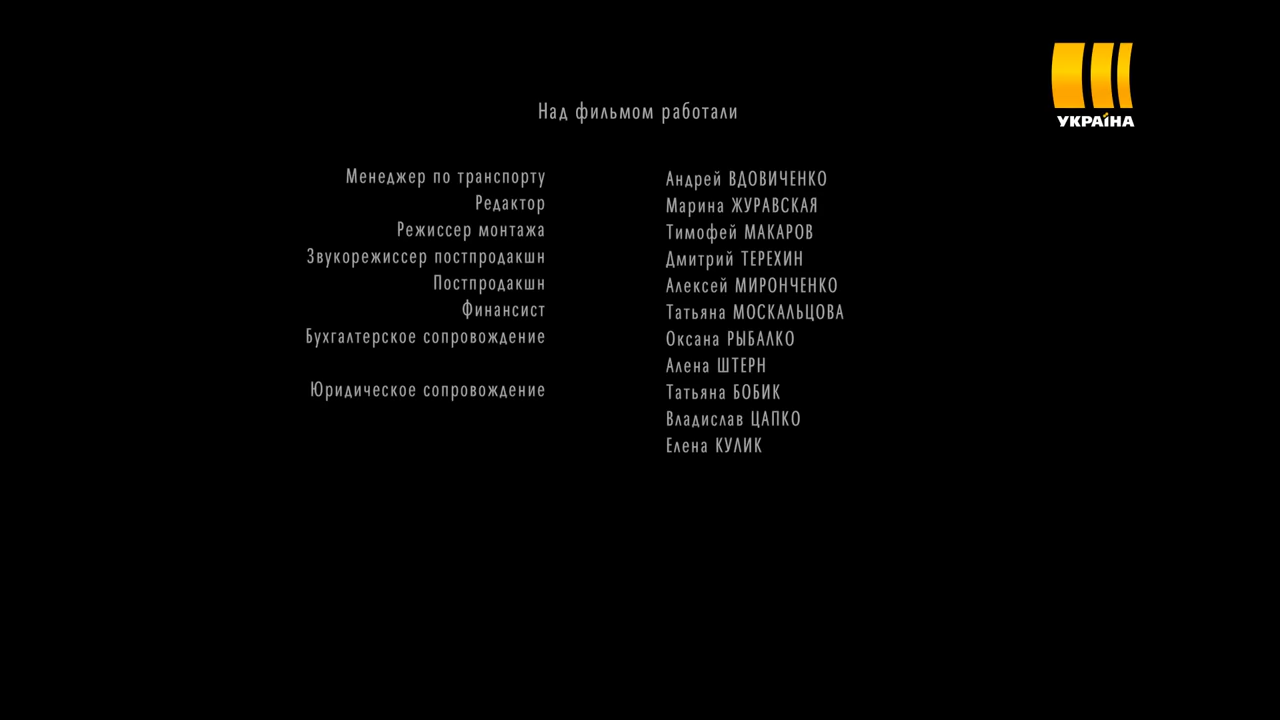 УКРАЇНА
Над фильмом работали
Менеджер по транспорту Андрей ВДОВИЧЕНКО
Редактор Марина ЖУРАВСКАЯ
Режиссер монтажа Тимофей МАКАРОВ
Звукорежиссер постпродакшн Дмитрий ТЕРЕХИН
Постпродакшн Алексей МИРОНЧЕНКО
Финансист Татьяна МОСКАЛЬЦОВА
Бухгалтерское сопровождение Оксана РЫБАЛКО
Алена ШТЕРН
Юридическое сопровождение Татьяна БОБИК
Владислав ЦАПКО
Елена КУЛИК